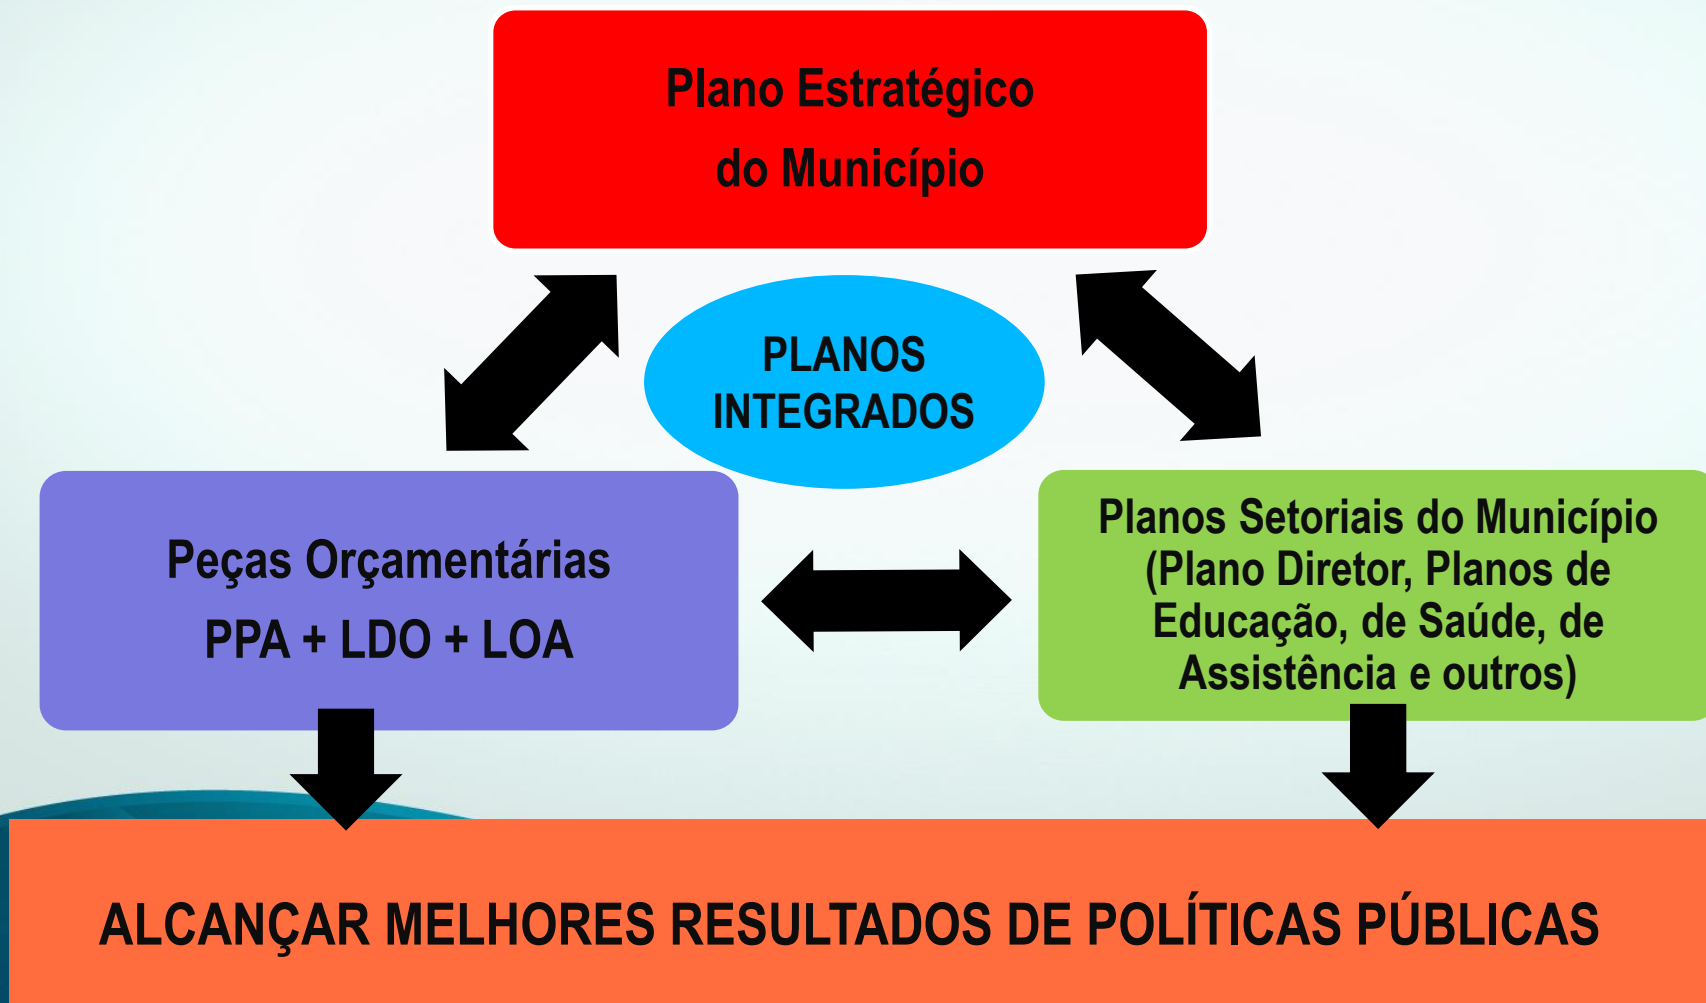 Plano Estratégico
do Município
PLANOS
INTEGRADOS
Peças Orçamentárias
PPA + LDO + LOA
Planos Setoriais do Município
(Plano Diretor, Planos de
Educação, de Saúde, de
Assistência e outros)
ALCANÇAR MELHORES RESULTADOS DE POLÍTICAS PÚBLICAS